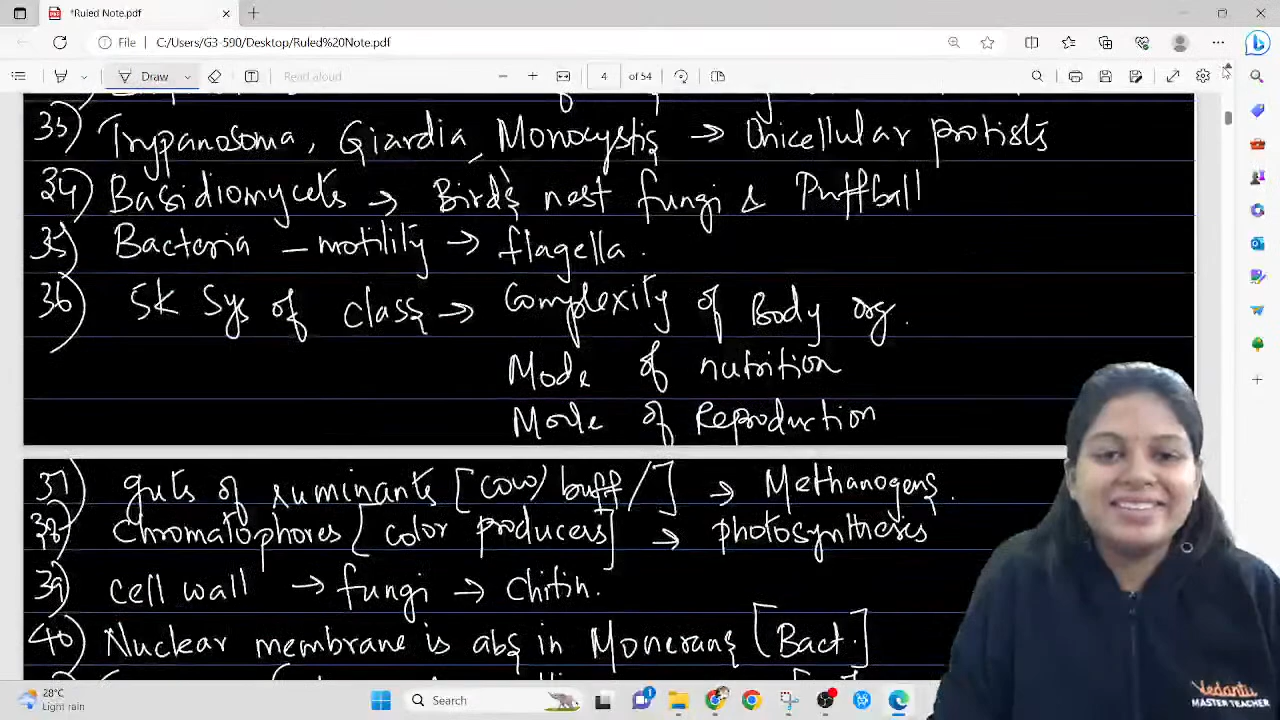 *Ruled Note.pdf
File C:/Users/G3-590/Desktop/Ruled%20Note.pdf
Draw Read aloud 4 of 54
33) Trypanosoma, Giardia, Monocystis → Unicellular protists
34) Basidiomycets → Bird's nest fungi & Puffball
35) Bacteria – motility → flagella.
36) 5k Sys of class → Complexity of Body org.
Mode of nutrition
Mode of Reproduction
37) guts of ruminants [cow/buff/] → Methanogens.
38) Chromatophores [color producers] → photosynthesis
39) cell wall → fungi → chitin.
40) Nuclear membrane is abs in Monerans [Bact.]
Vedantu
MASTER TEACHER
28°C
Light rain
Search